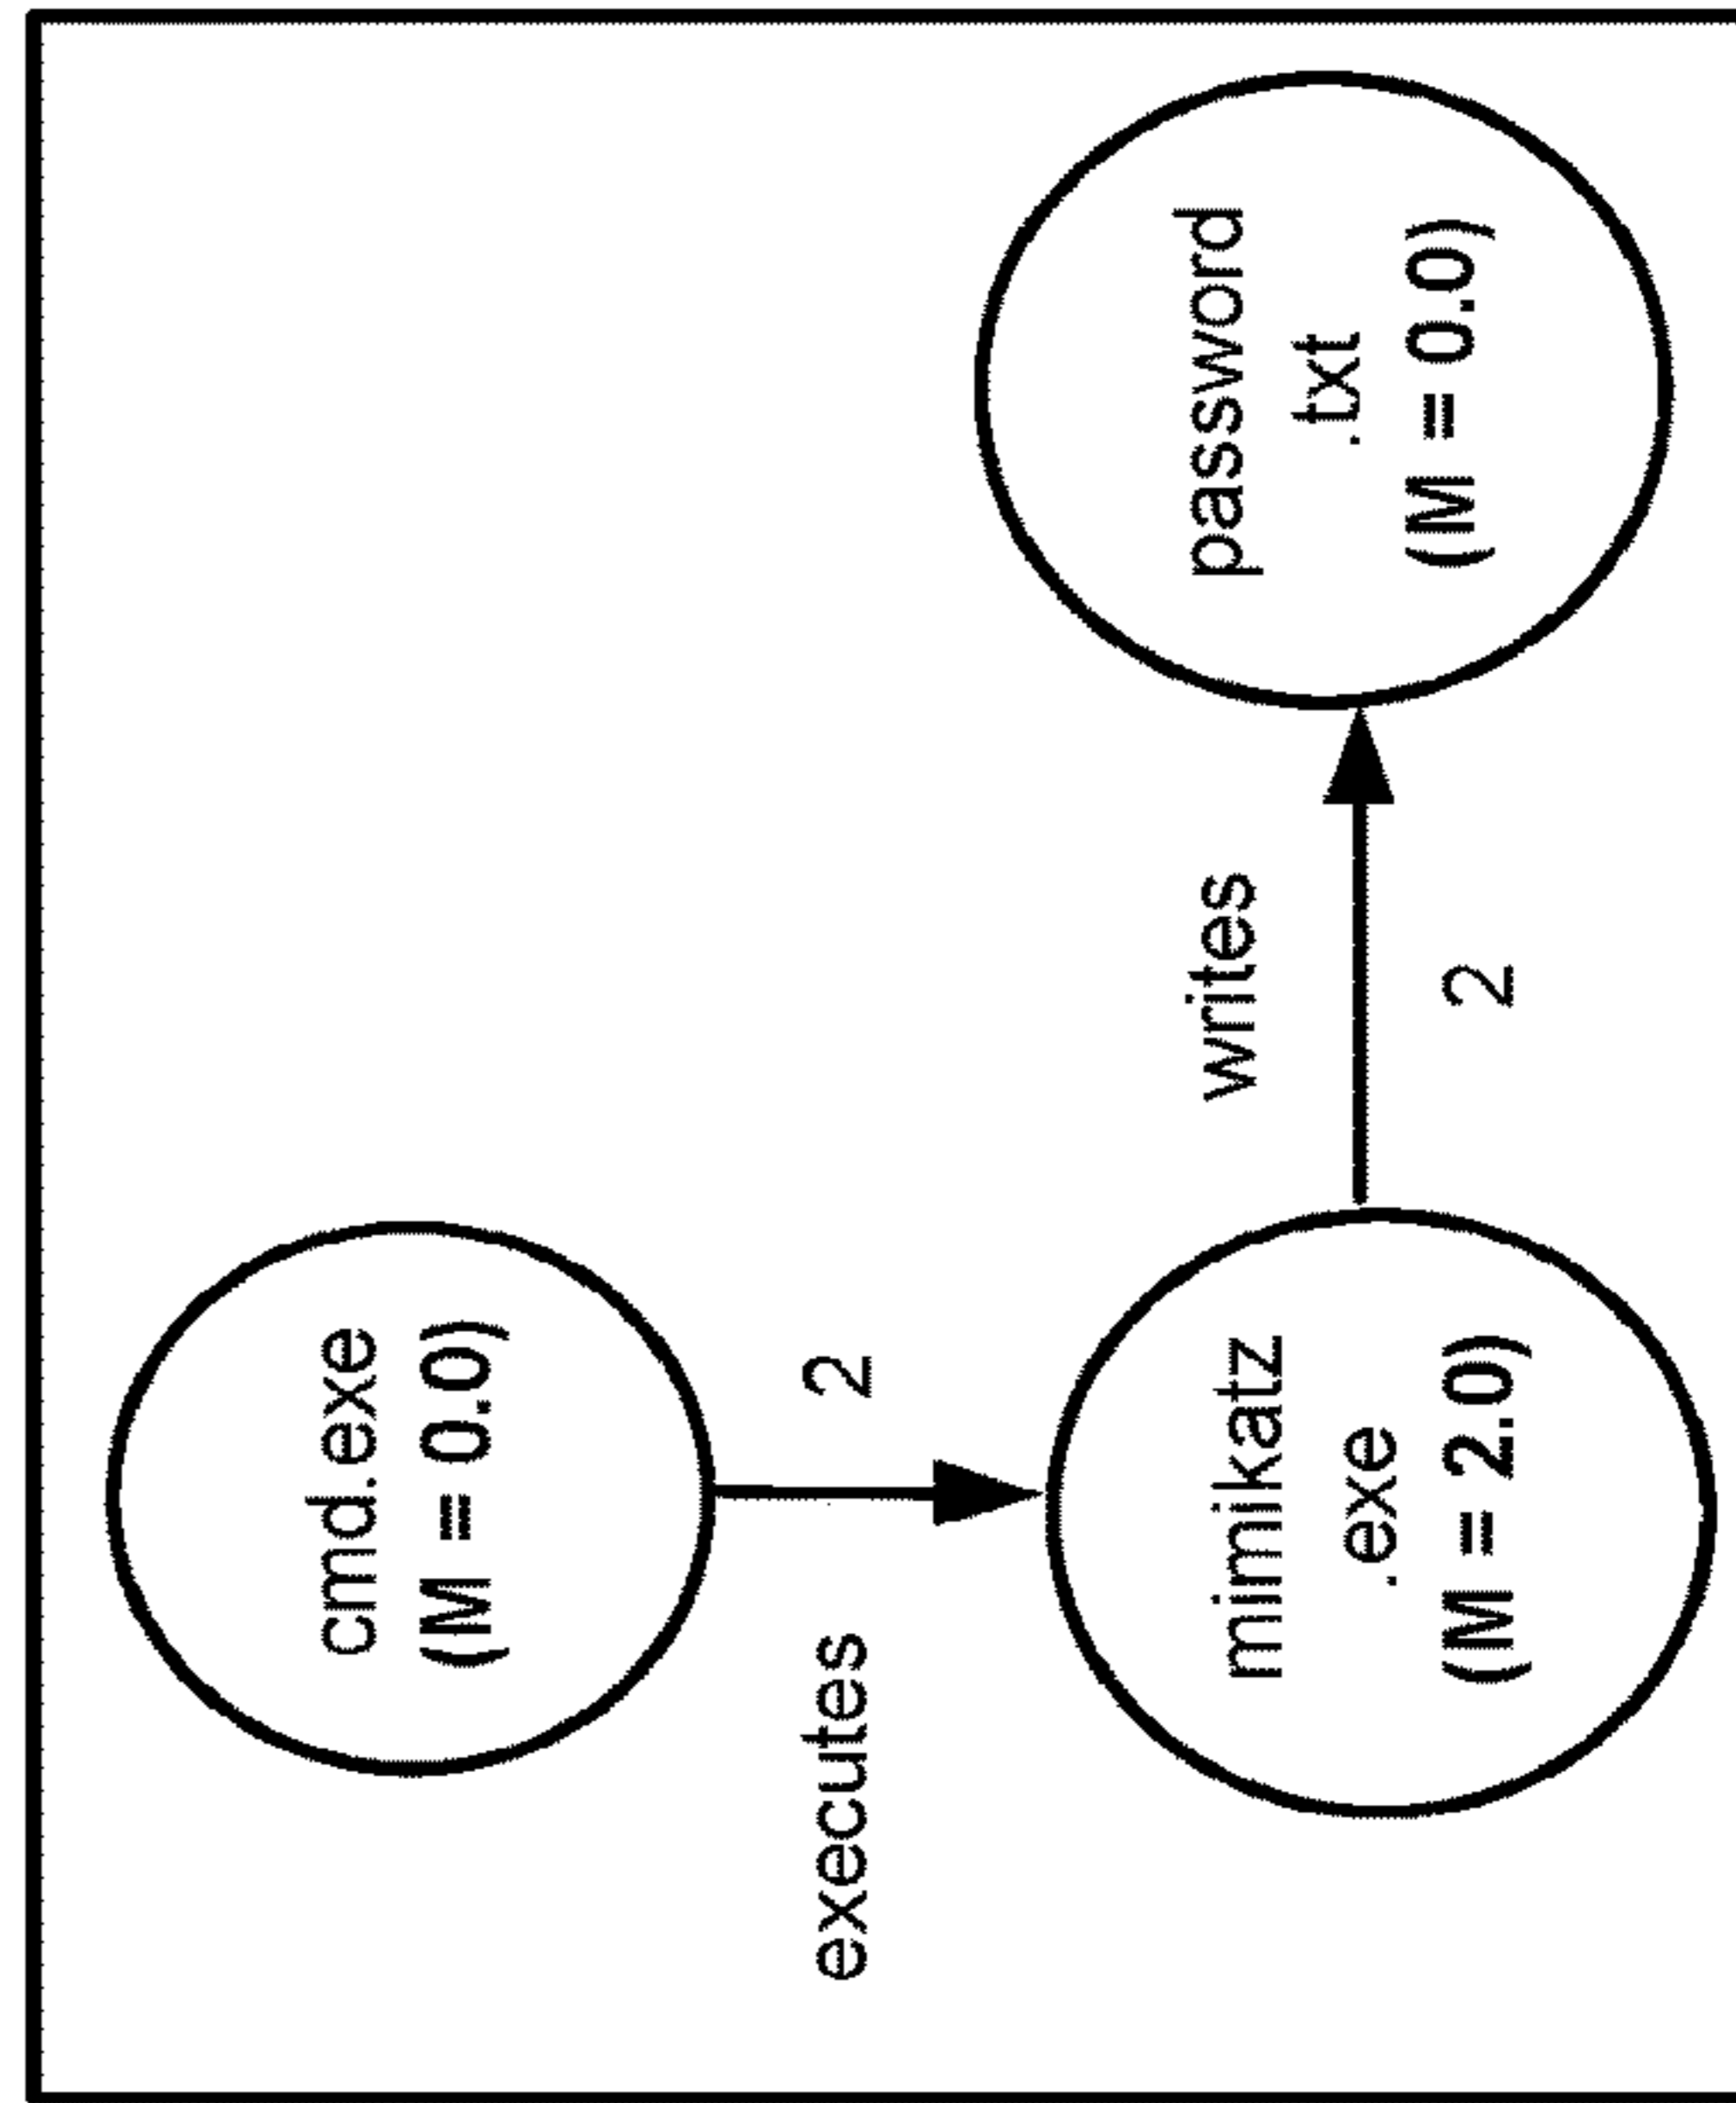 cmd.exe
(M = 0.0)
executes
2
mimikatz
.exe
(M = 2.0)
writes
2
password
.txt
(M = 0.0)